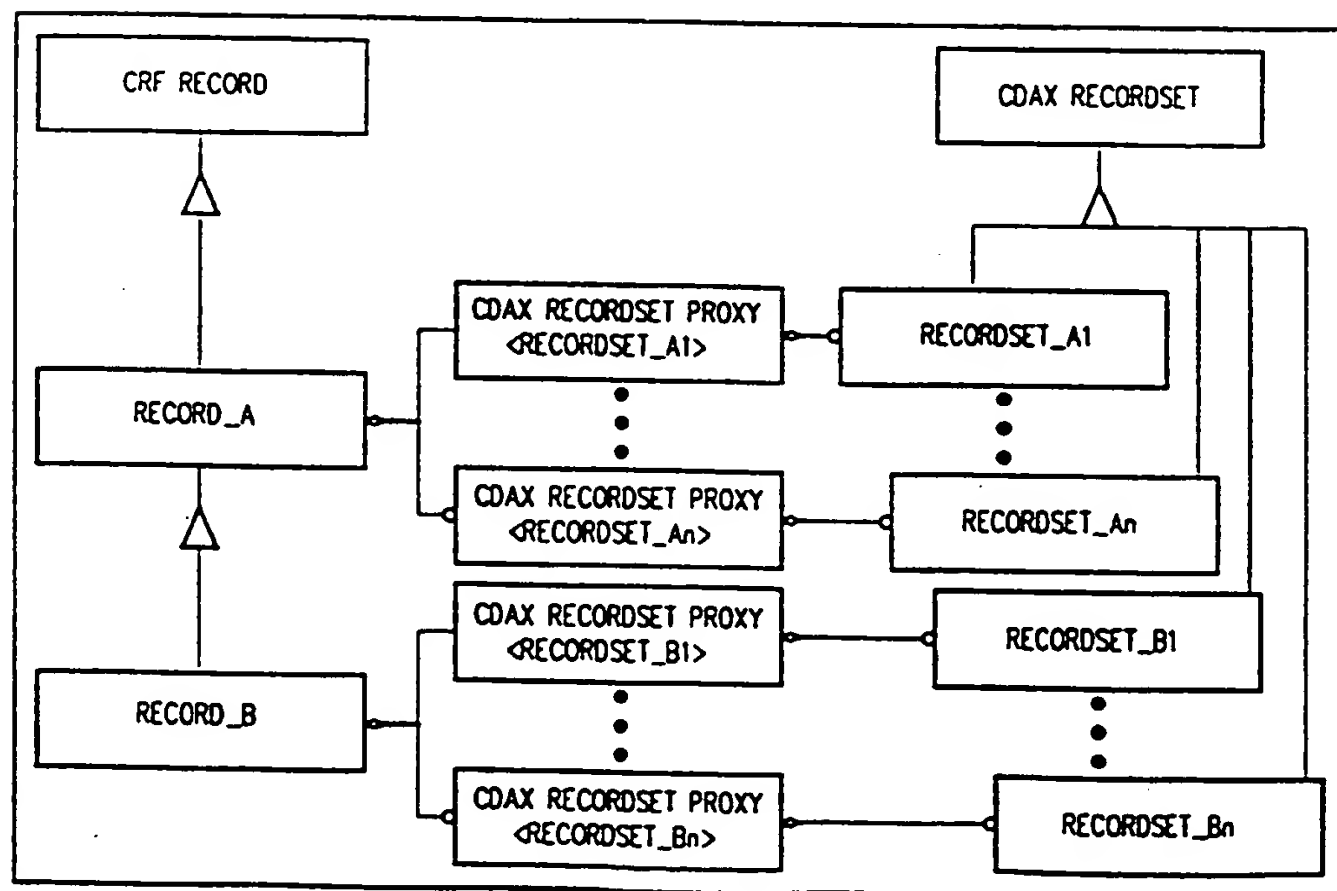 CRF RECORD
CDAX RECORDSET
CDAX RECORDSET PROXY
<RECORDSET_A1>
RECORDSET_A1
RECORD_A
CDAX RECORDSET PROXY
<RECORDSET_An>
RECORDSET_An
CDAX RECORDSET PROXY
<RECORDSET_B1>
RECORDSET_B1
RECORD_B
CDAX RECORDSET PROXY
<RECORDSET_Bn>
RECORDSET_Bn